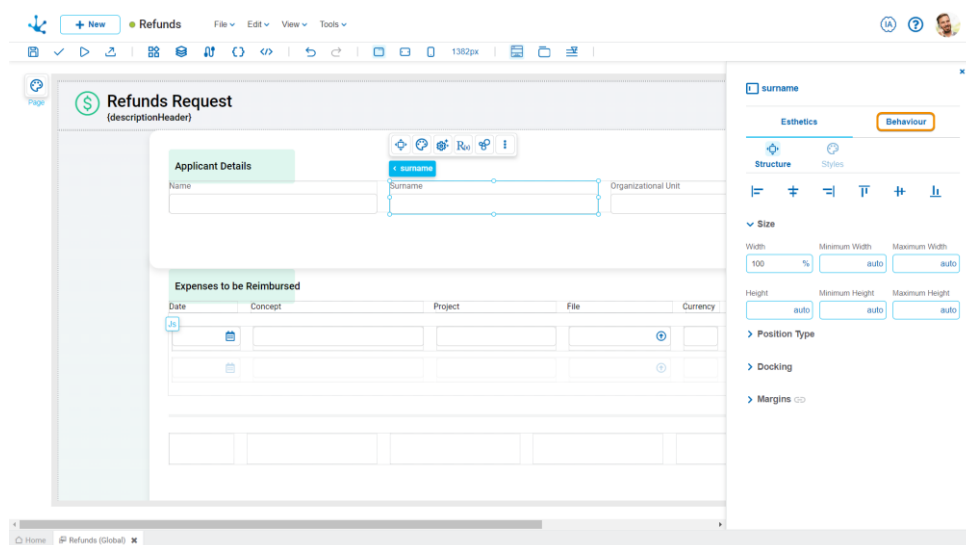 + New
Refunds
File
Edit
View
Tools
IA
?
1382px
Page
Refunds Request
{descriptionHeader}
Applicant Details
R(x)
surname
Name
Surname
Organizational Unit
Expenses to be Reimbursed
Date
Concept
Project
File
Currency
Js
surname
Esthetics
Behaviour
Structure
Styles
Size
Width
Minimum Width
Maximum Width
100 %
auto
auto
Height
Minimum Height
Maximum Height
auto
auto
auto
Position Type
Docking
Margins
Home
Refunds (Global)